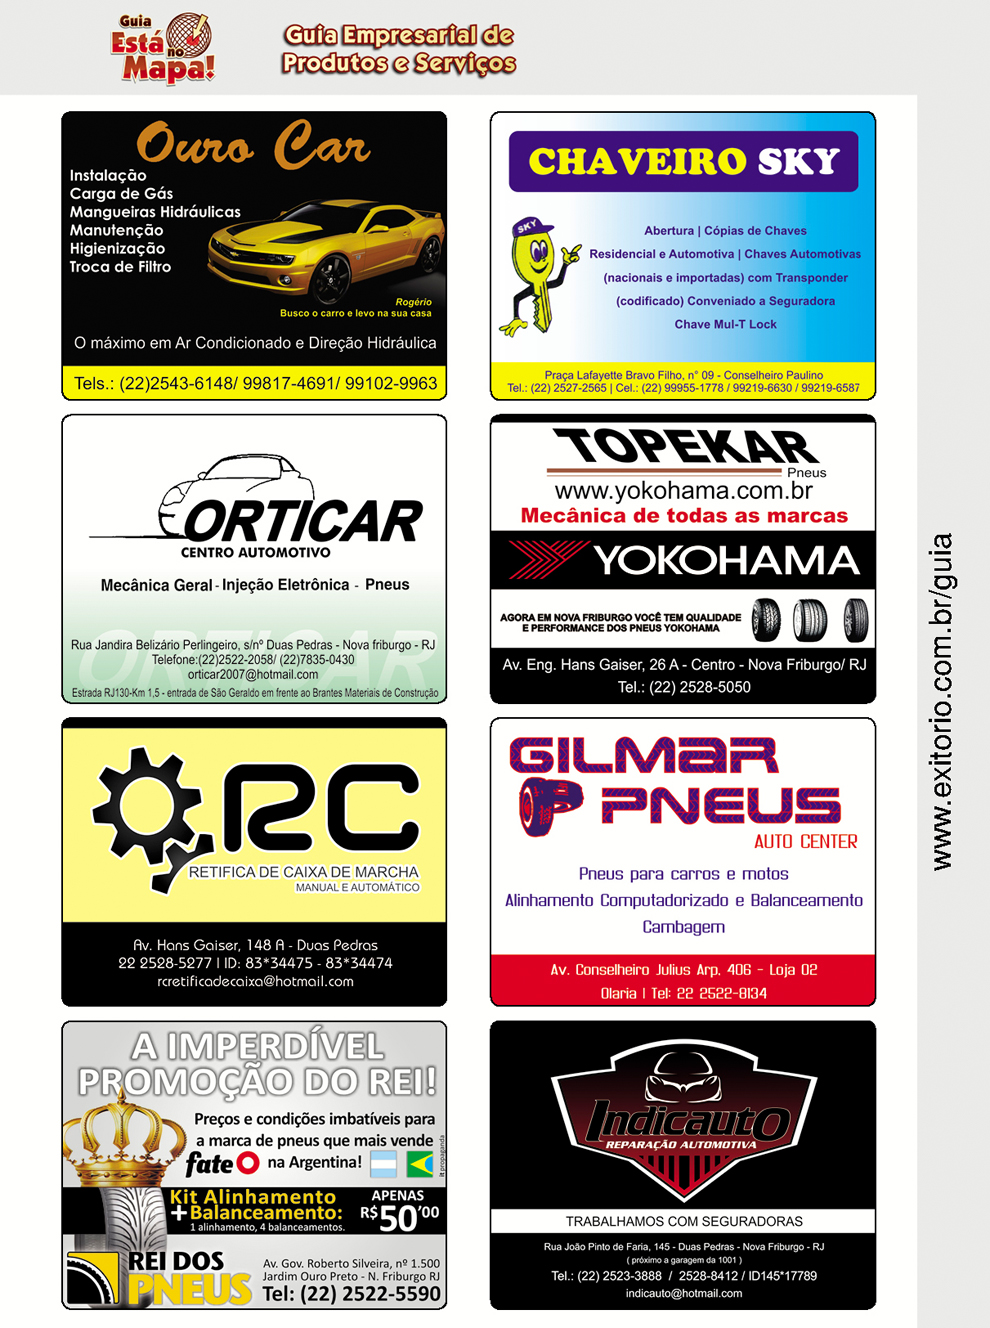 Guia
Está
no
Mapa!
Guia Empresarial de
Produtos e Serviços
Ouro Car
Instalação
Carga de Gás
Mangueiras Hidráulicas
Manutenção
Higienização
Troca de Filtro
Rogério
Busco o carro e levo na sua casa
O máximo em Ar Condicionado e Direção Hidráulica
Tels.: (22)2543-6148/ 99817-4691/ 99102-9963
CHAVEIRO SKY
SKY
Abertura | Cópias de Chaves
Residencial e Automotiva | Chaves Automotivas
(nacionais e importadas) com Transponder
(codificado) Conveniado a Seguradora
Chave Mul-T Lock
Praça Lafayette Bravo Filho, n° 09 - Conselheiro Paulino
Tel.: (22) 2527-2565 | Cel.: (22) 99955-1778 / 99219-6630 / 99219-6587
ORTICAR
CENTRO AUTOMOTIVO
Mecânica Geral - Injeção Eletrônica - Pneus
ORTICAR
Rua Jandira Belizário Perlingeiro, s/nº Duas Pedras - Nova friburgo - RJ
Telefone:(22)2522-2058/ (22)7835-0430
orticar2007@hotmail.com
Estrada RJ130-Km 1,5 - entrada de São Geraldo em frente ao Brantes Materiais de Construção
TOPEKAR
Pneus
www.yokohama.com.br
Mecânica de todas as marcas
YOKOHAMA
AGORA EM NOVA FRIBURGO VOCÊ TEM QUALIDADE
E PERFORMANCE DOS PNEUS YOKOHAMA
Av. Eng. Hans Gaiser, 26 A - Centro - Nova Friburgo/ RJ
Tel.: (22) 2528-5050
RC
RETIFICA DE CAIXA DE MARCHA
MANUAL E AUTOMÁTICO
Av. Hans Gaiser, 148 A - Duas Pedras
22 2528-5277 | ID: 83*34475 - 83*34474
rcretificadecaixa@hotmail.com
GILMAR
PNEUS
AUTO CENTER
Pneus para carros e motos
Alinhamento Computadorizado e Balanceamento
Cambagem
Av. Conselheiro Julius Arp, 406 - Loja 02
Olaria | Tel: 22 2522-8134
A IMPERDÍVEL
PROMOÇÃO DO REI!
Preços e condições imbatíveis para
a marca de pneus que mais vende
fate O na Argentina!
it propaganda
Kit Alinhamento
+Balanceamento:
1 alinhamento, 4 balanceamentos.
APENAS
R$ 50'00
REI DOS
PNEUS
Av. Gov. Roberto Silveira, nº 1.500
Jardim Ouro Preto - N. Friburgo RJ
Tel: (22) 2522-5590
Indicauto
REPARAÇÃO AUTOMOTIVA
TRABALHAMOS COM SEGURADORAS
Rua João Pinto de Faria, 145 - Duas Pedras - Nova Friburgo - RJ
( próximo a garagem da 1001 )
Tel.: (22) 2523-3888 / 2528-8412 / ID145*17789
indicauto@hotmail.com
www.exitorio.com.br/guia